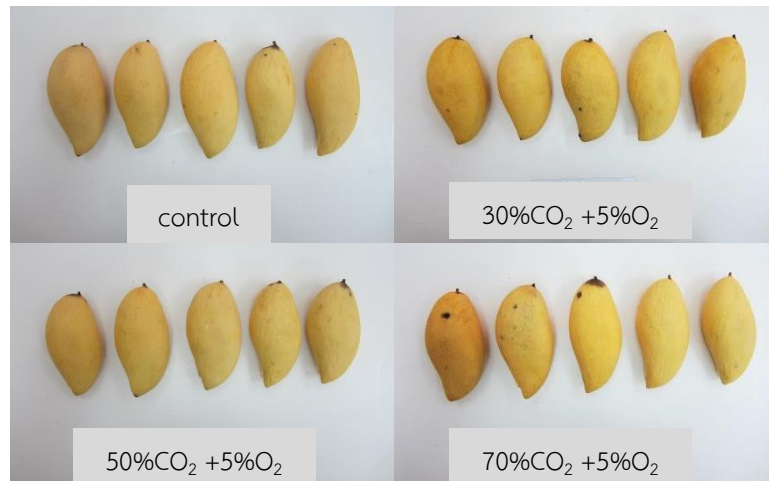 control
30%CO₂ +5%O₂
50%CO₂ +5%O₂
70%CO₂ +5%O₂